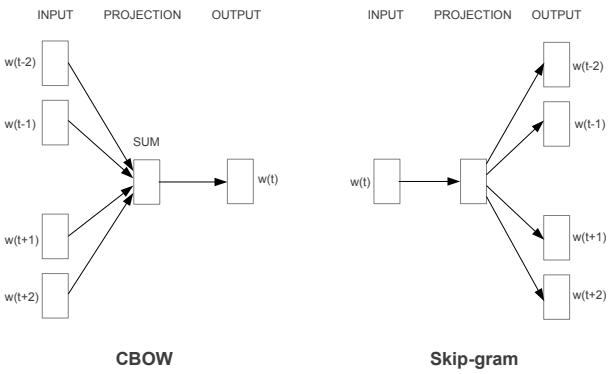 INPUT PROJECTION OUTPUT
w(t-2)
w(t-1)
SUM
w(t)
w(t+1)
w(t+2)
CBOW
INPUT PROJECTION OUTPUT
w(t-2)
w(t-1)
w(t)
w(t+1)
w(t+2)
Skip-gram